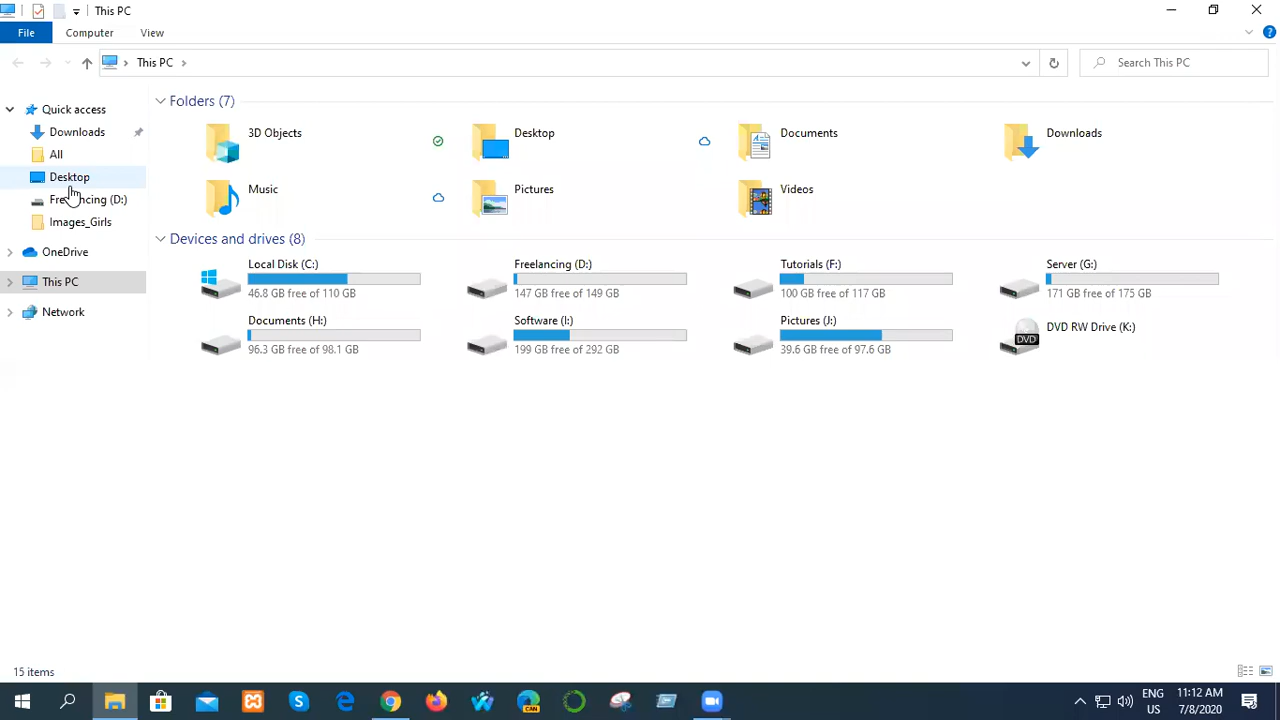 This PC
File Computer View
This PC
Search This PC
Quick access
Downloads
All
Desktop
Freelancing (D:)
Images_Girls
OneDrive
This PC
Network
Folders (7)
3D Objects
Desktop
Documents
Downloads
Music
Pictures
Videos
Devices and drives (8)
Local Disk (C:)
46.8 GB free of 110 GB
Freelancing (D:)
147 GB free of 149 GB
Tutorials (F:)
100 GB free of 117 GB
Server (G:)
171 GB free of 175 GB
Documents (H:)
96.3 GB free of 98.1 GB
Software (I:)
199 GB free of 292 GB
Pictures (J:)
39.6 GB free of 97.6 GB
DVD RW Drive (K:)
DVD
15 items
CAN
ENG
US
11:12 AM
7/8/2020